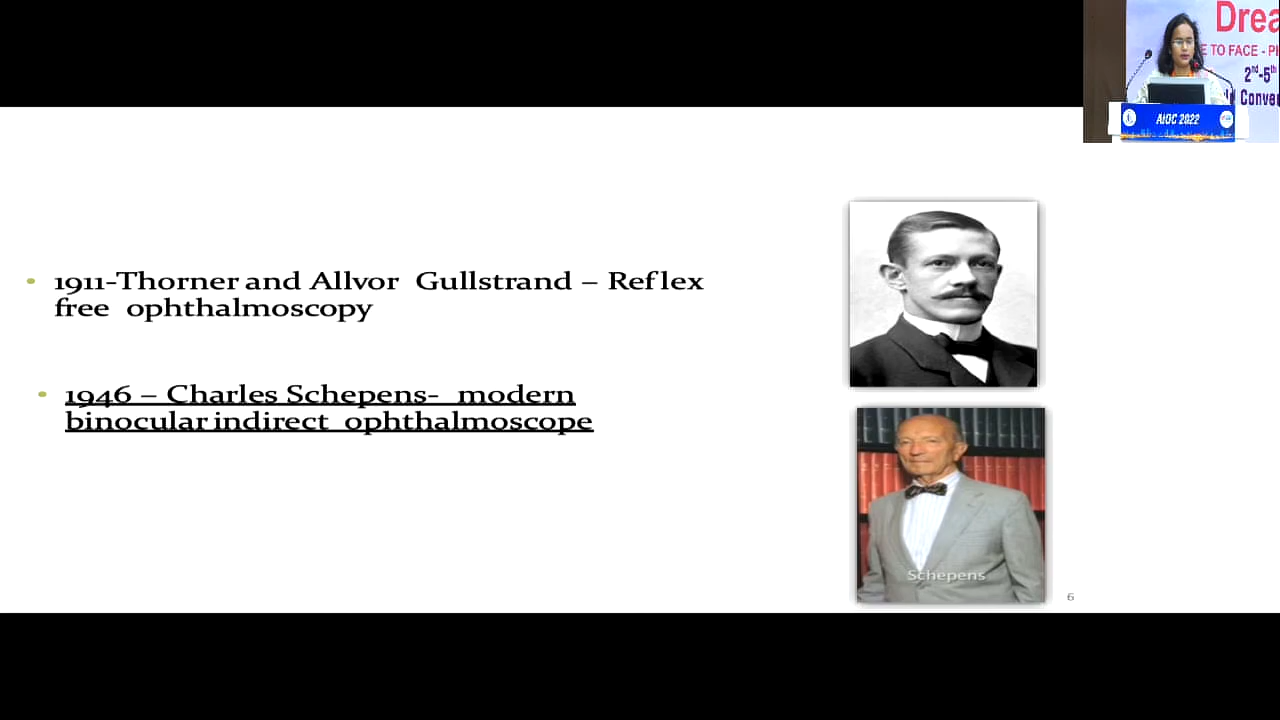 Drea
E TO FACE - P
2nd-5th
ld Conve
AIOC 2022
• 1911-Thorner and Allvor Gullstrand – Reflex
free ophthalmoscopy
• 1946 – Charles Schepens- modern
binocular indirect ophthalmoscope
Schepens
6